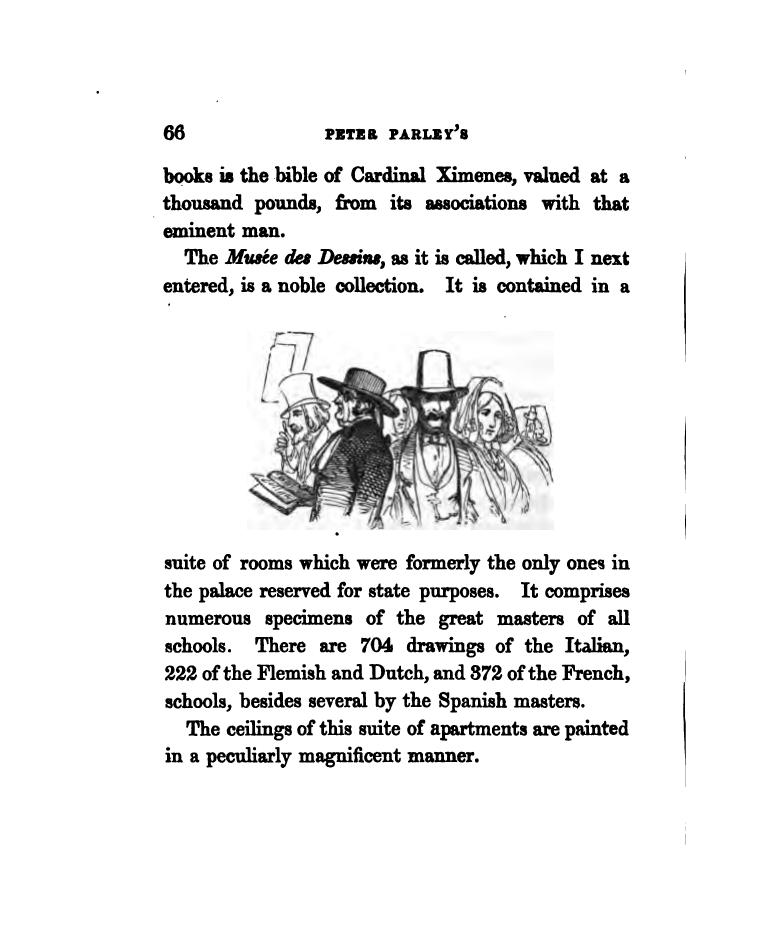 66 PETER PARLEY'S
books is the bible of Cardinal Ximenes, valued at a
thousand pounds, from its associations with that
eminent man.
The Musée des Dessins, as it is called, which I next
entered, is a noble collection. It is contained in a
suite of rooms which were formerly the only ones in
the palace reserved for state purposes. It comprises
numerous specimens of the great masters of all
schools. There are 704 drawings of the Italian,
222 of the Flemish and Dutch, and 372 of the French,
schools, besides several by the Spanish masters.
The ceilings of this suite of apartments are painted
in a peculiarly magnificent manner.